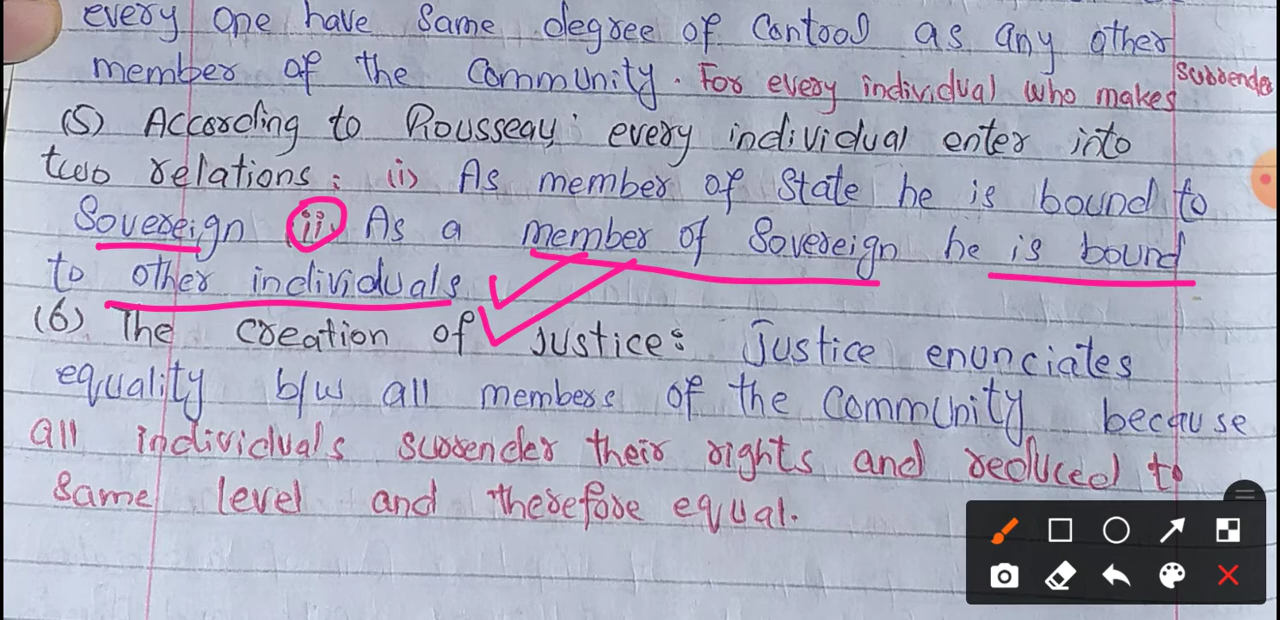 every one have same degree of Control as any other
member of the Community. For every individual who makes surrender
(5) According to Rousseau: every individual enter into
two relations: (i) As member of State he is bound to
Sovereign (ii) As a member of Sovereign he is bound
to other individuals
(6) The creation of justice: Justice enunciates
equality b/w all members of the Community because
all individuals surrender their rights and reduced to
same level and therefore equal.